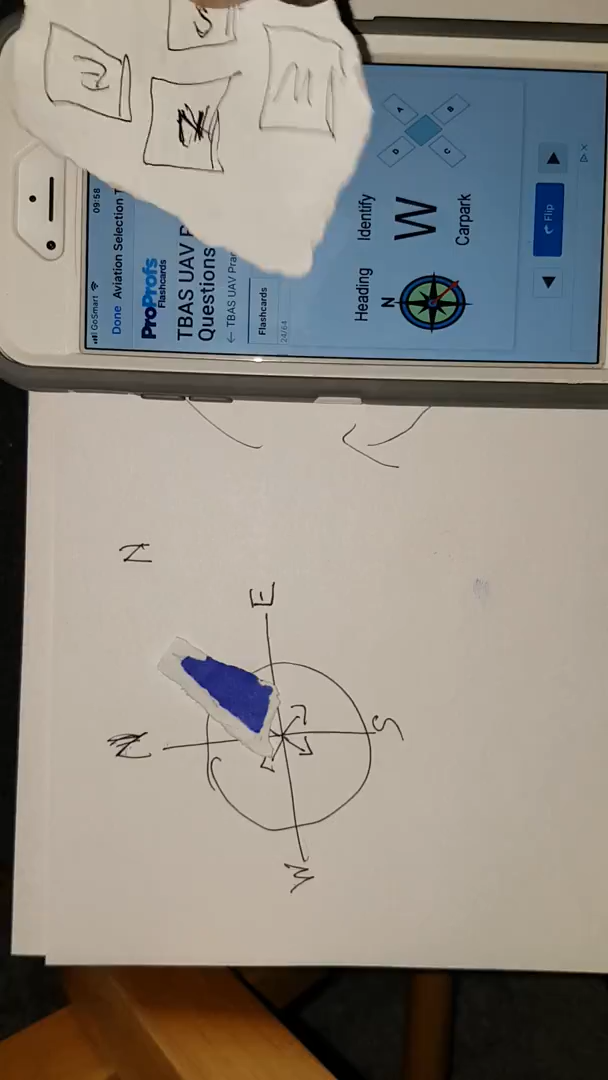 GoSmart
09:58
Done Aviation Selection T
ProProfs
Flashcards
TBAS UAV P
Questions
← TBAS UAV Prar
Flashcards
24/64
Heading Identify
N
W
Carpark
A
B
D
C
Flip
N
N
E
S
W